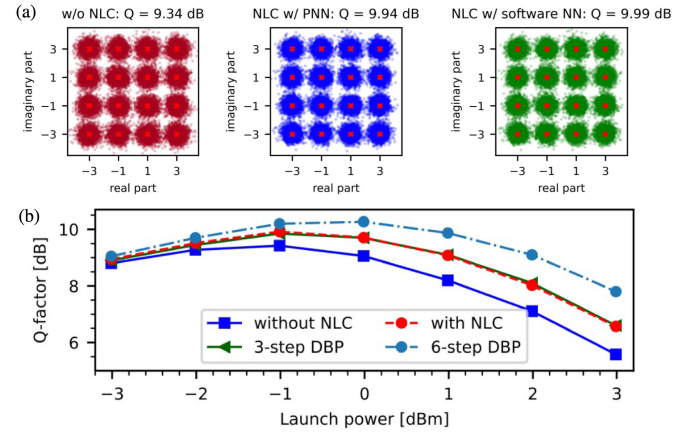 (a)
w/o NLC: Q = 9.34 dB
NLC w/ PNN: Q = 9.94 dB
NLC w/ software NN: Q = 9.99 dB
imaginary part
3
1
−1
−3
−3 −1 1 3
real part
imaginary part
3
1
−1
−3
−3 −1 1 3
real part
imaginary part
3
1
−1
−3
−3 −1 1 3
real part
(b)
Q-factor [dB]
10
8
6
without NLC
with NLC
3-step DBP
6-step DBP
−3 −2 −1 0 1 2 3
Launch power [dBm]